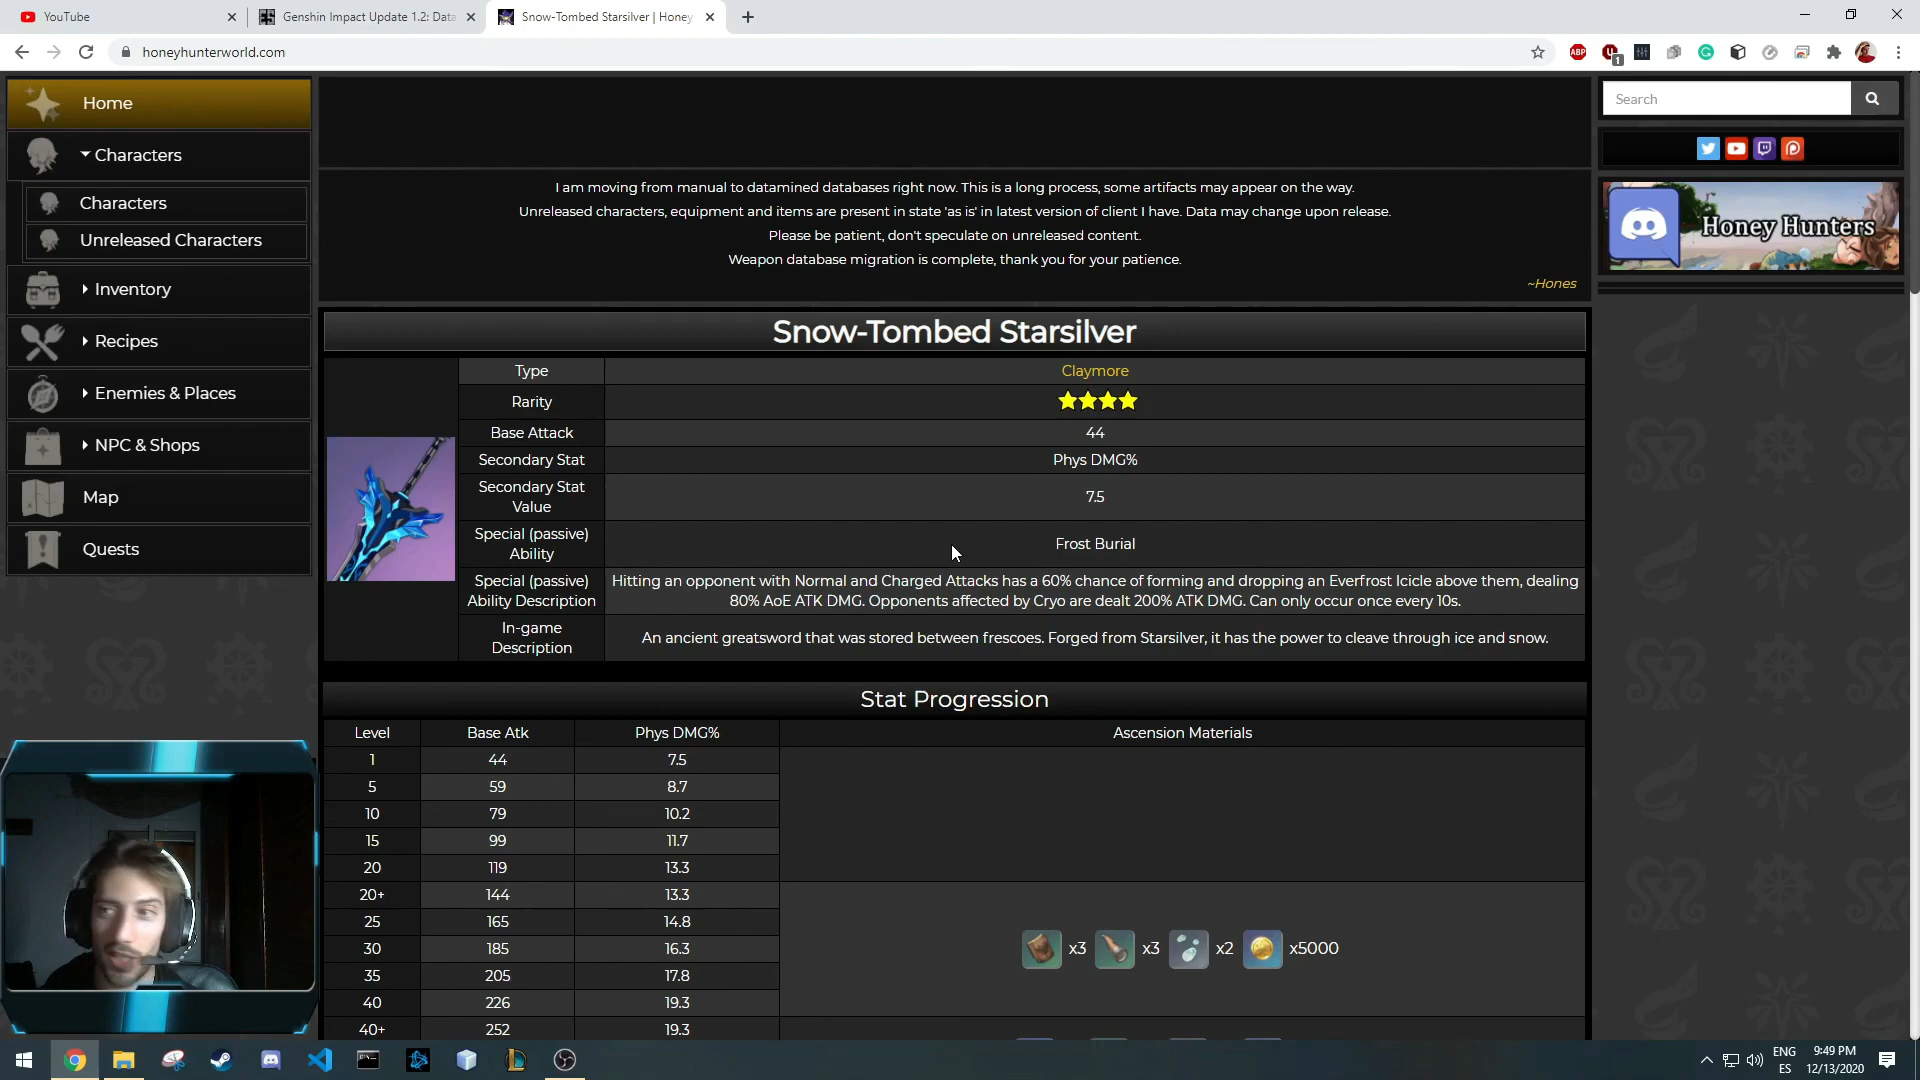 YouTube
Genshin Impact Update 1.2: Data
Snow-Tombed Starsilver | Honey
honeyhunterworld.com
ABP
1
Home
Characters
Characters
Unreleased Characters
Inventory
Recipes
Enemies & Places
NPC & Shops
Map
Quests
I am moving from manual to datamined databases right now. This is a long process, some artifacts may appear on the way.
Unreleased characters, equipment and items are present in state 'as is' in latest version of client I have. Data may change upon release.
Please be patient, don't speculate on unreleased content.
Weapon database migration is complete, thank you for your patience.
~Hones
Search
Honey Hunters
Snow-Tombed Starsilver
Type Claymore
Rarity
Base Attack 44
Secondary Stat Phys DMG%
Secondary Stat
Value 7.5
Special (passive)
Ability Frost Burial
Special (passive)
Ability Description
Hitting an opponent with Normal and Charged Attacks has a 60% chance of forming and dropping an Everfrost Icicle above them, dealing
80% AoE ATK DMG. Opponents affected by Cryo are dealt 200% ATK DMG. Can only occur once every 10s.
In-game
Description
An ancient greatsword that was stored between frescoes. Forged from Starsilver, it has the power to cleave through ice and snow.
Stat Progression
Level Base Atk Phys DMG% Ascension Materials
1 44 7.5
5 59 8.7
10 79 10.2
15 99 11.7
20 119 13.3
20+ 144 13.3
25 165 14.8
30 185 16.3
x3 x3 x2 x5000
35 205 17.8
40 226 19.3
40+ 252 19.3
ENG
ES
9:49 PM
12/13/2020